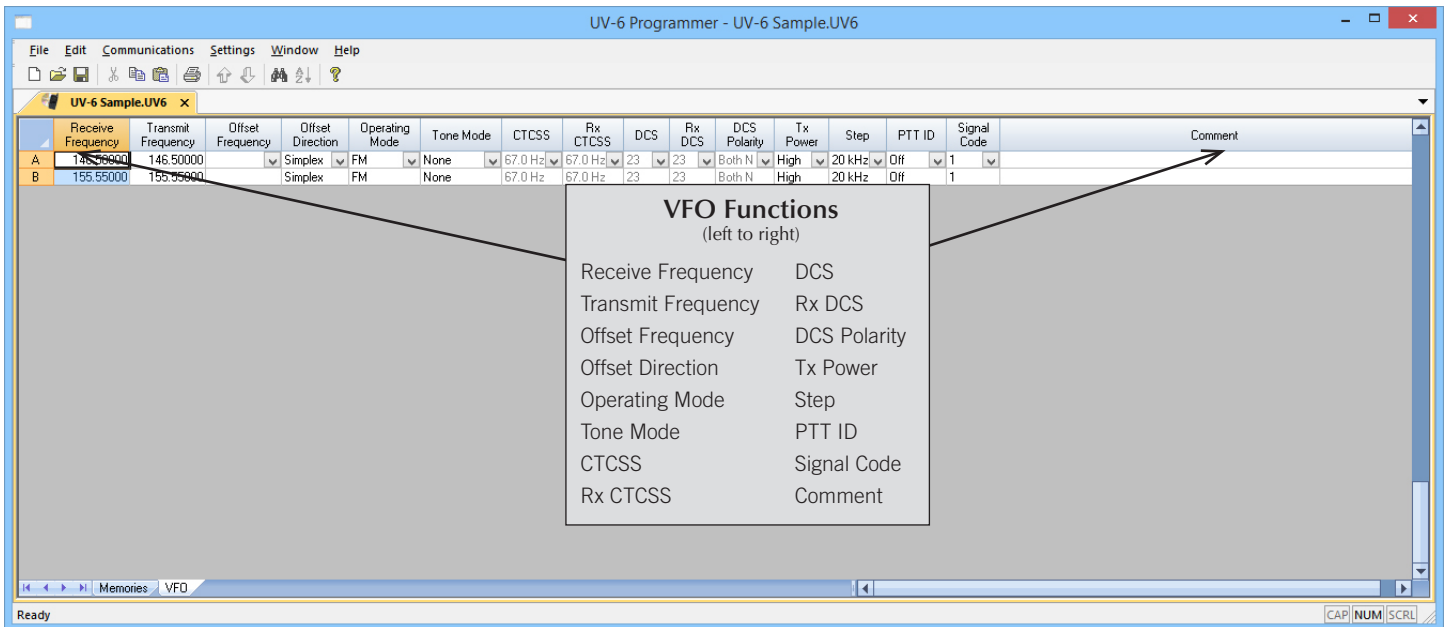 UV-6 Programmer - UV-6 Sample.UV6
File Edit Communications Settings Window Help
UV-6 Sample.UV6 x
Receive Frequency Transmit Frequency Offset Frequency Offset Direction Operating Mode Tone Mode CTCSS Rx CTCSS DCS Rx DCS DCS Polarity Tx Power Step PTT ID Signal Code Comment
A 146.50000 146.50000 Simplex FM None 67.0 Hz 67.0 Hz 23 23 Both N High 20 kHz Off 1
B 155.55000 155.55000 Simplex FM None 67.0 Hz 67.0 Hz 23 23 Both N High 20 kHz Off 1
VFO Functions
(left to right)
Receive Frequency DCS
Transmit Frequency Rx DCS
Offset Frequency DCS Polarity
Offset Direction Tx Power
Operating Mode Step
Tone Mode PTT ID
CTCSS Signal Code
Rx CTCSS Comment
Memories VFO
Ready CAP NUM SCRL